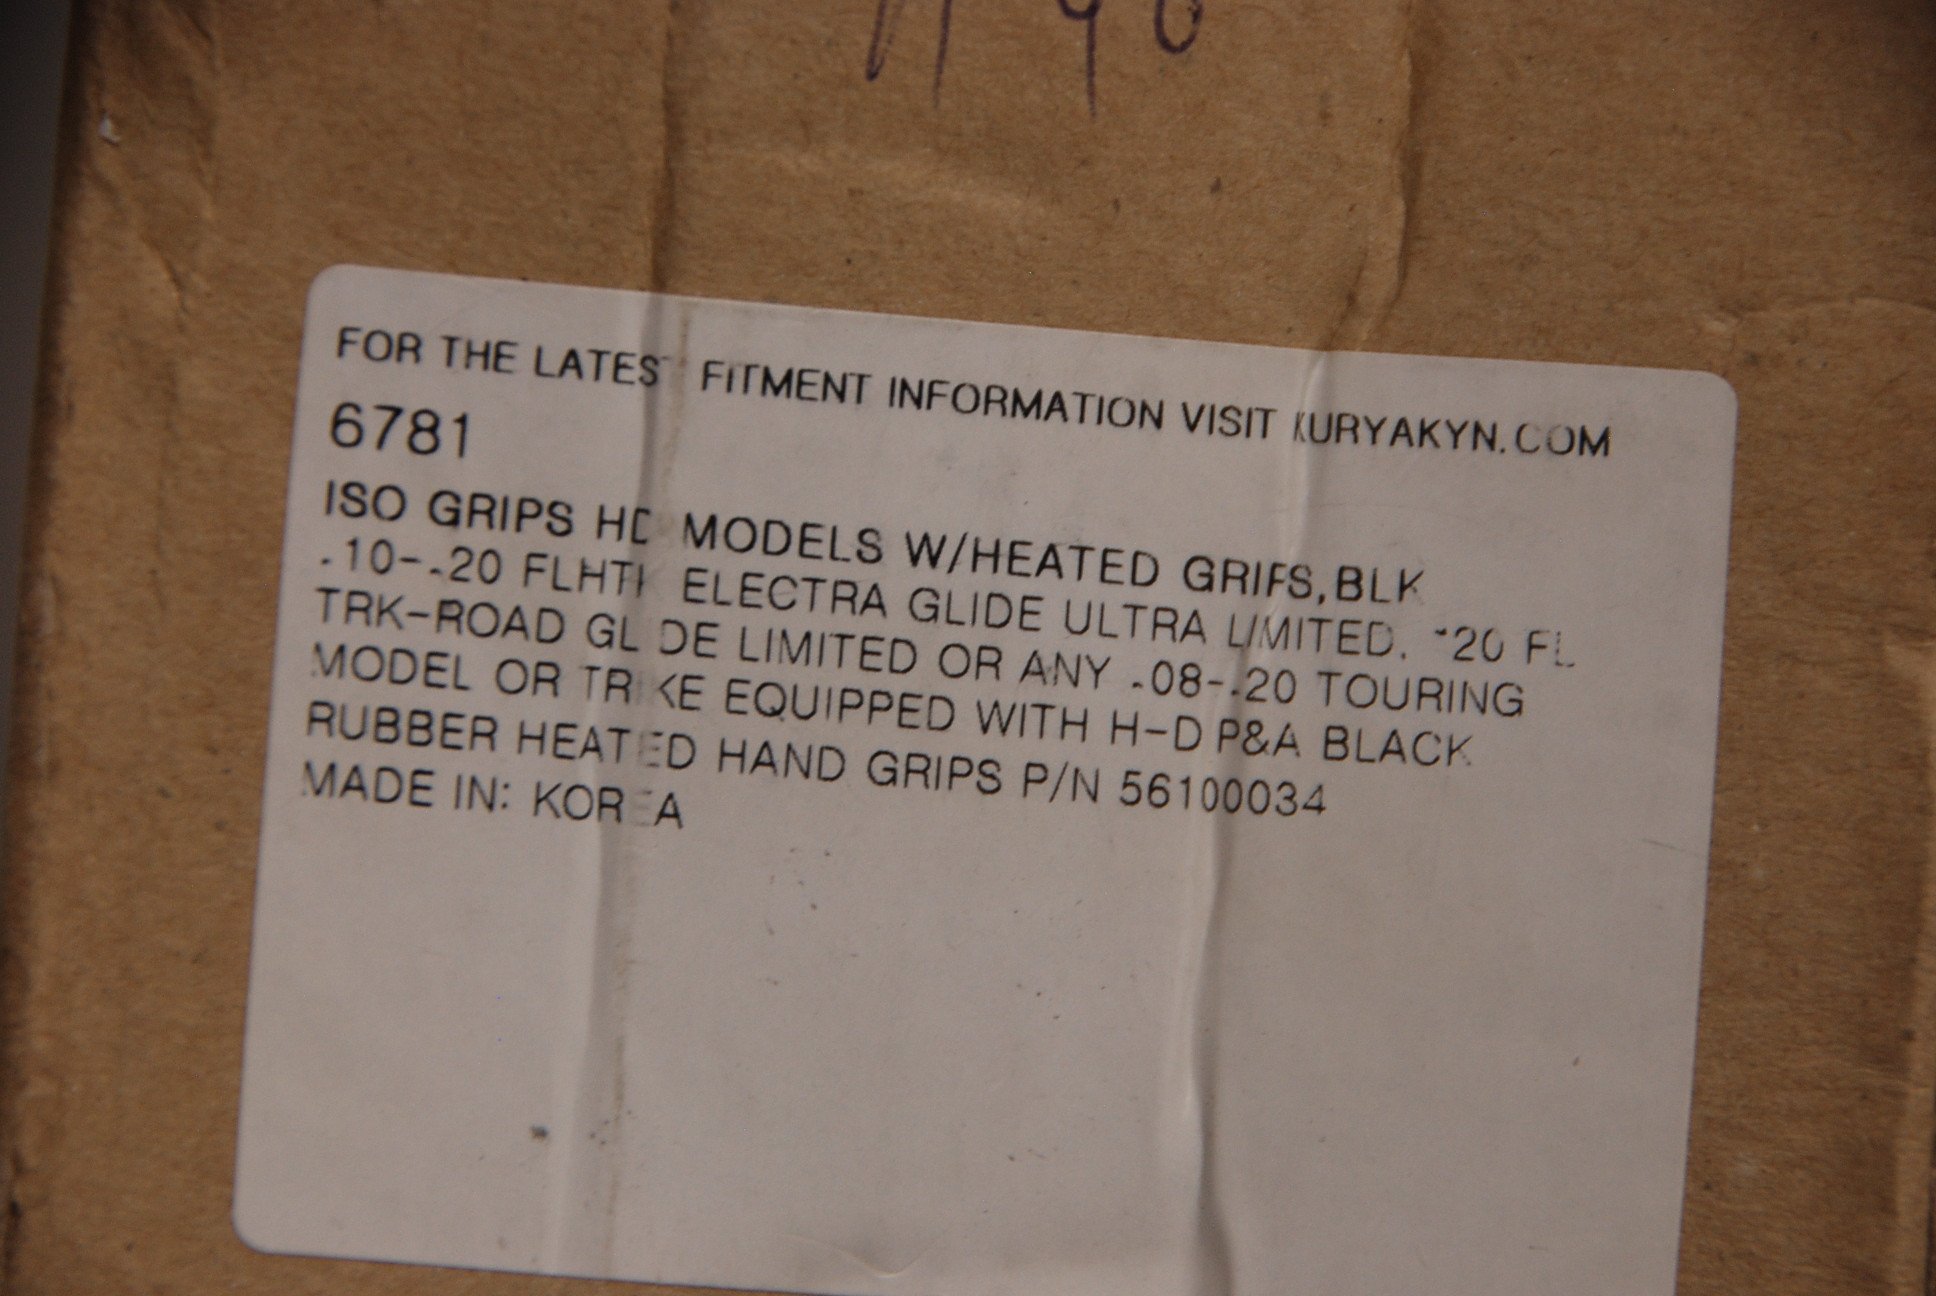 FOR THE LATEST FITMENT INFORMATION VISIT KURYAKYN.COM
6781
ISO GRIPS HD MODELS W/HEATED GRIPS,BLK
.10-.20 FLHTK ELECTRA GLIDE ULTRA LIMITED. 20 FL
TRK-ROAD GLIDE LIMITED OR ANY .08-.20 TOURING
MODEL OR TRIKE EQUIPPED WITH H-D P&A BLACK
RUBBER HEATED HAND GRIPS P/N 56100034
MADE IN: KOREA